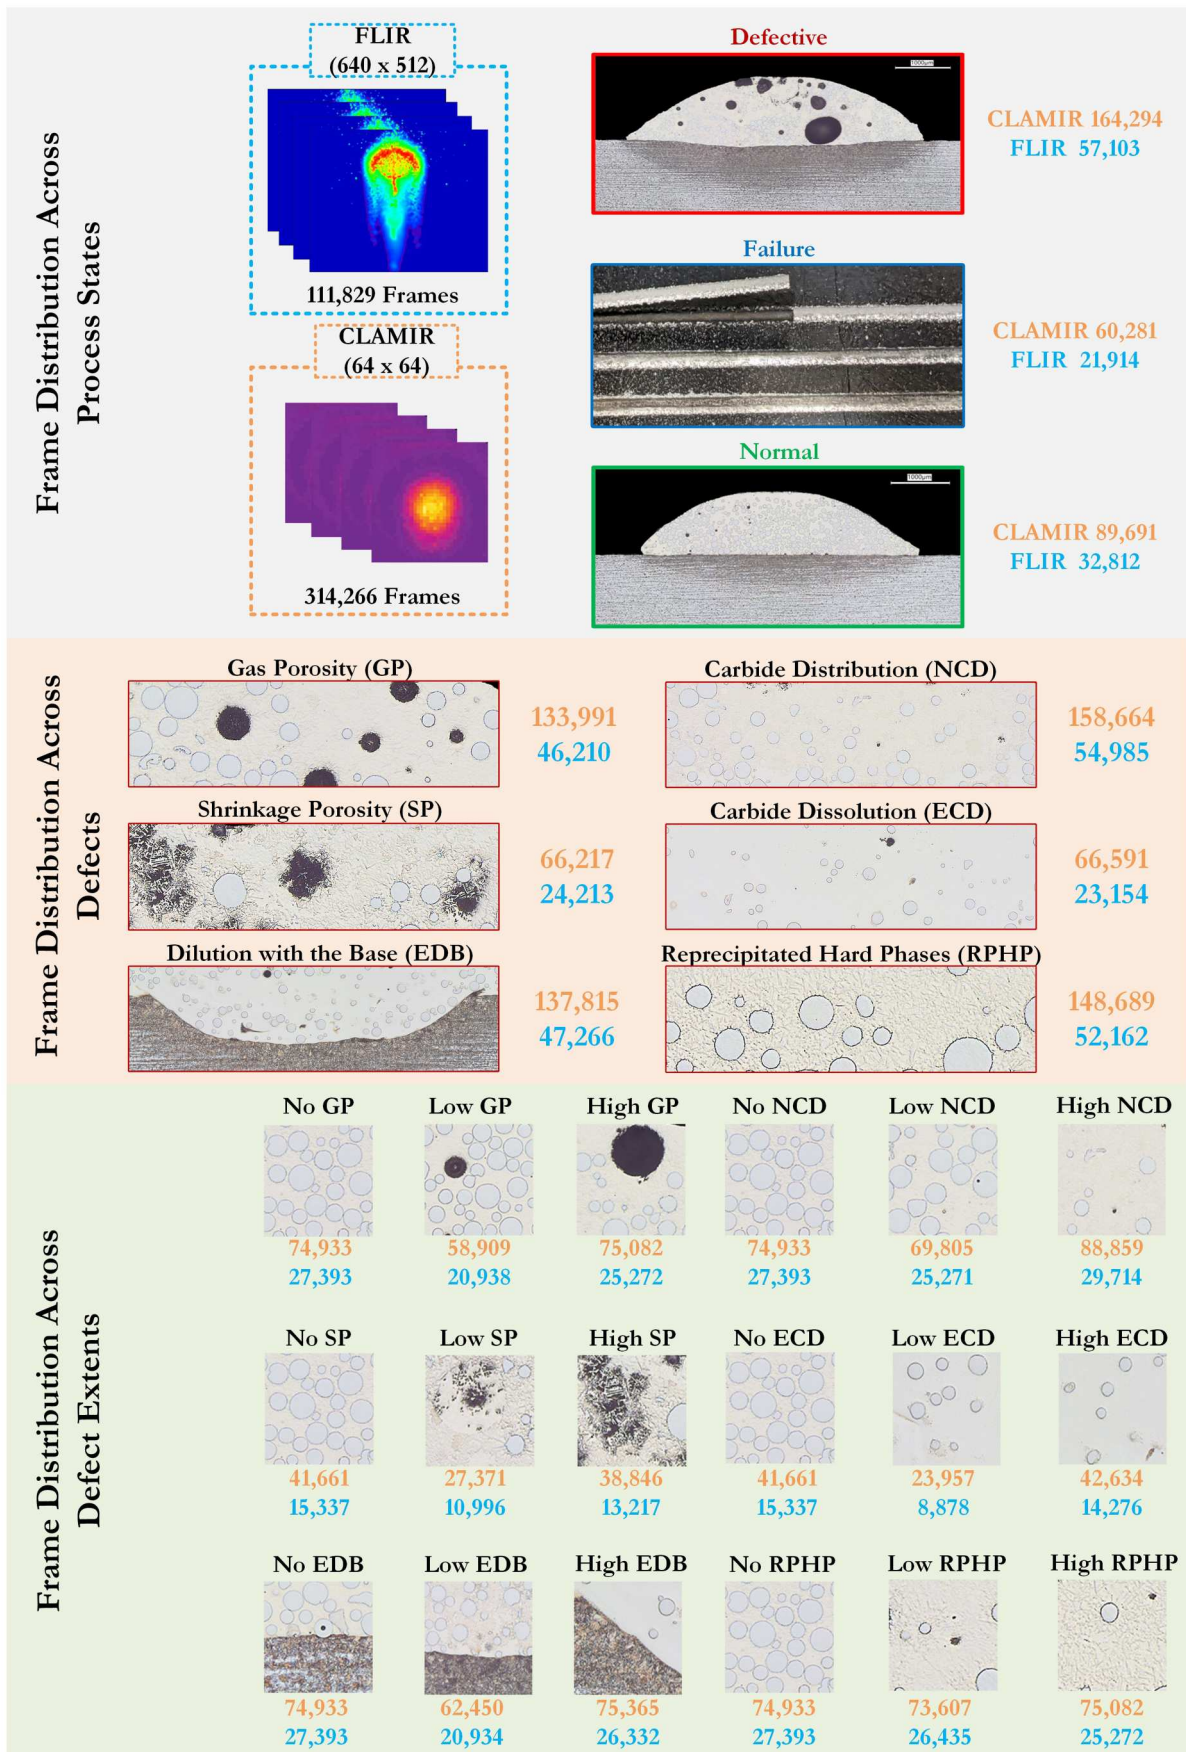 Frame Distribution Across
Process States
FLIR
(640 x 512)
111,829 Frames
CLAMIR
(64 x 64)
314,266 Frames
Defective
1000µm
CLAMIR 164,294
FLIR 57,103
Failure
CLAMIR 60,281
FLIR 21,914
Normal
1000µm
CLAMIR 89,691
FLIR 32,812
Frame Distribution Across
Defects
Gas Porosity (GP)
133,991
46,210
Carbide Distribution (NCD)
158,664
54,985
Shrinkage Porosity (SP)
66,217
24,213
Carbide Dissolution (ECD)
66,591
23,154
Dilution with the Base (EDB)
137,815
47,266
Reprecipitated Hard Phases (RPHP)
148,689
52,162
Frame Distribution Across
Defect Extents
No GP Low GP High GP No NCD Low NCD High NCD
74,933 58,909 75,082 74,933 69,805 88,859
27,393 20,938 25,272 27,393 25,271 29,714
No SP Low SP High SP No ECD Low ECD High ECD
41,661 27,371 38,846 41,661 23,957 42,634
15,337 10,996 13,217 15,337 8,878 14,276
No EDB Low EDB High EDB No RPHP Low RPHP High RPHP
74,933 62,450 75,365 74,933 73,607 75,082
27,393 20,934 26,332 27,393 26,435 25,272